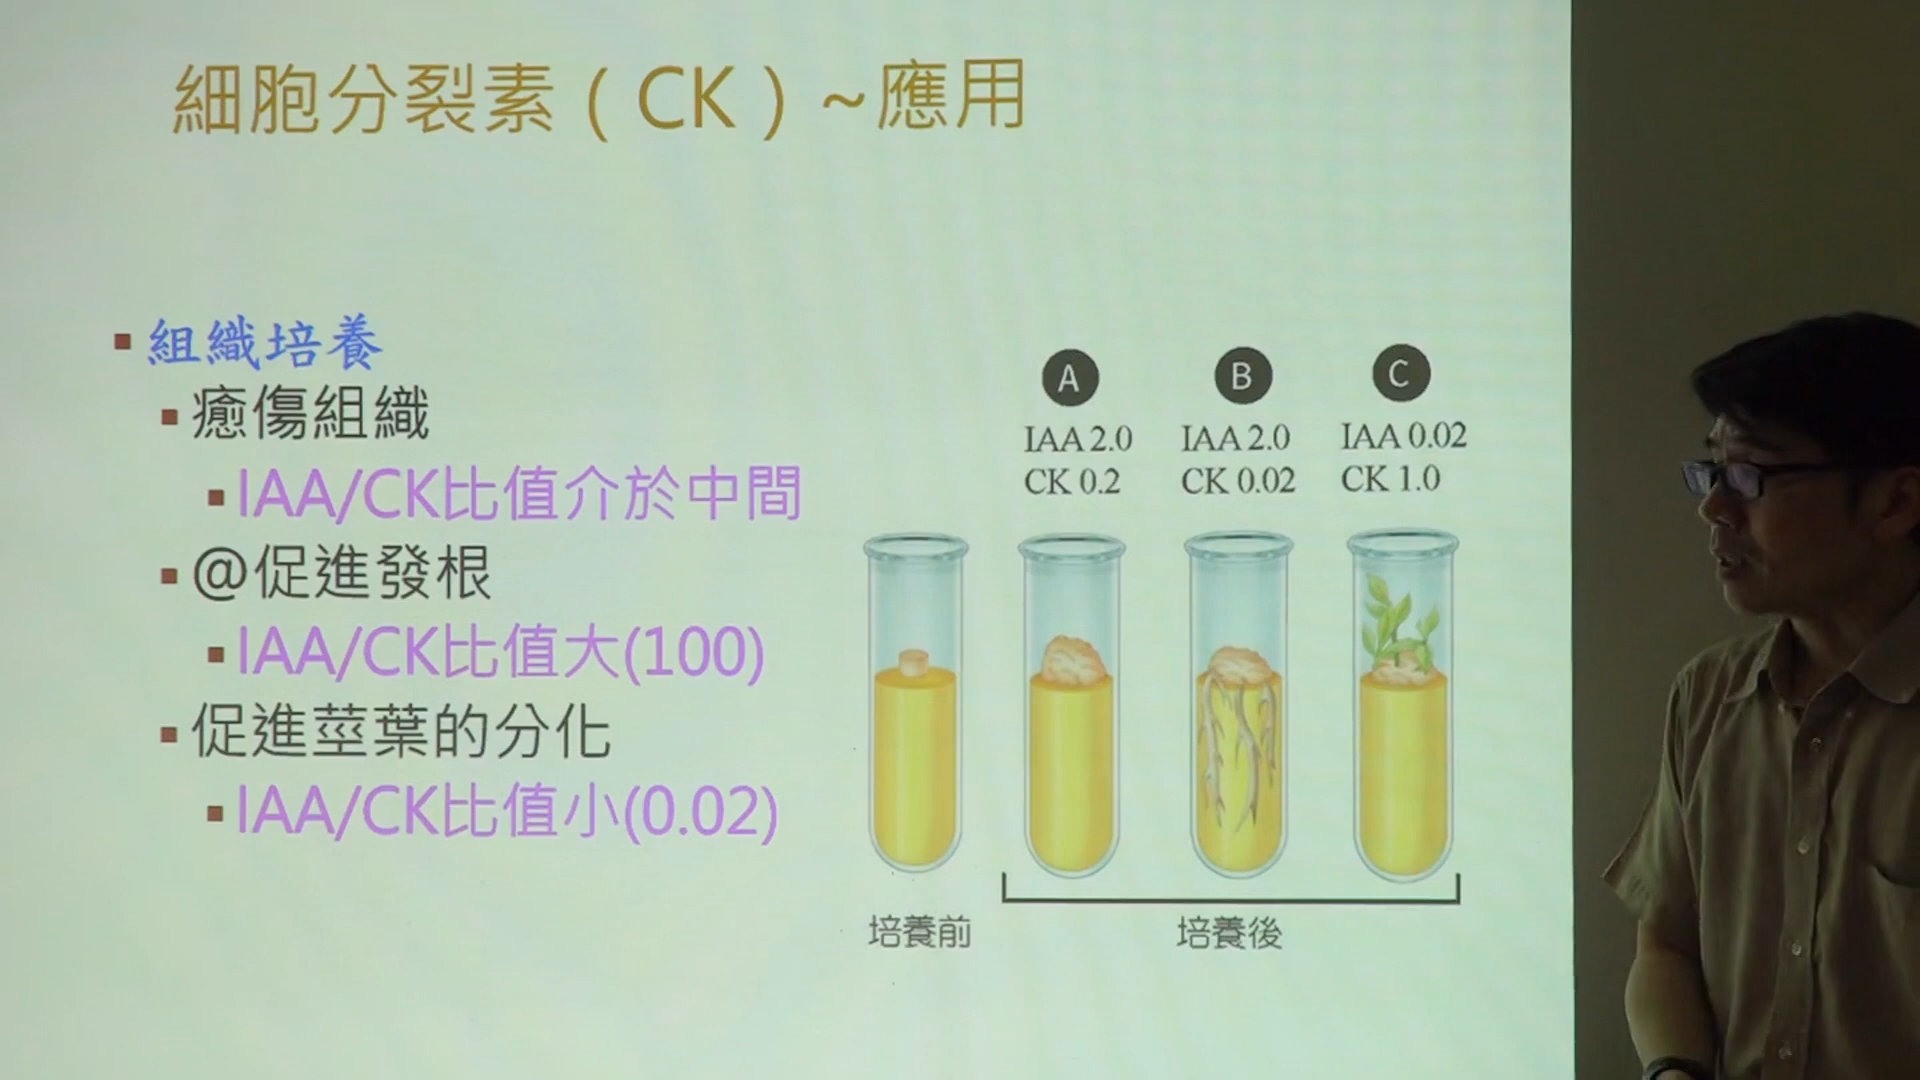 細胞分裂素（CK）~應用
組織培養
癒傷組織
IAA/CK比值介於中間
@促進發根
IAA/CK比值大(100)
促進莖葉的分化
IAA/CK比值小(0.02)
A
IAA 2.0
CK 0.2
B
IAA 2.0
CK 0.02
C
IAA 0.02
CK 1.0
培養前
培養後